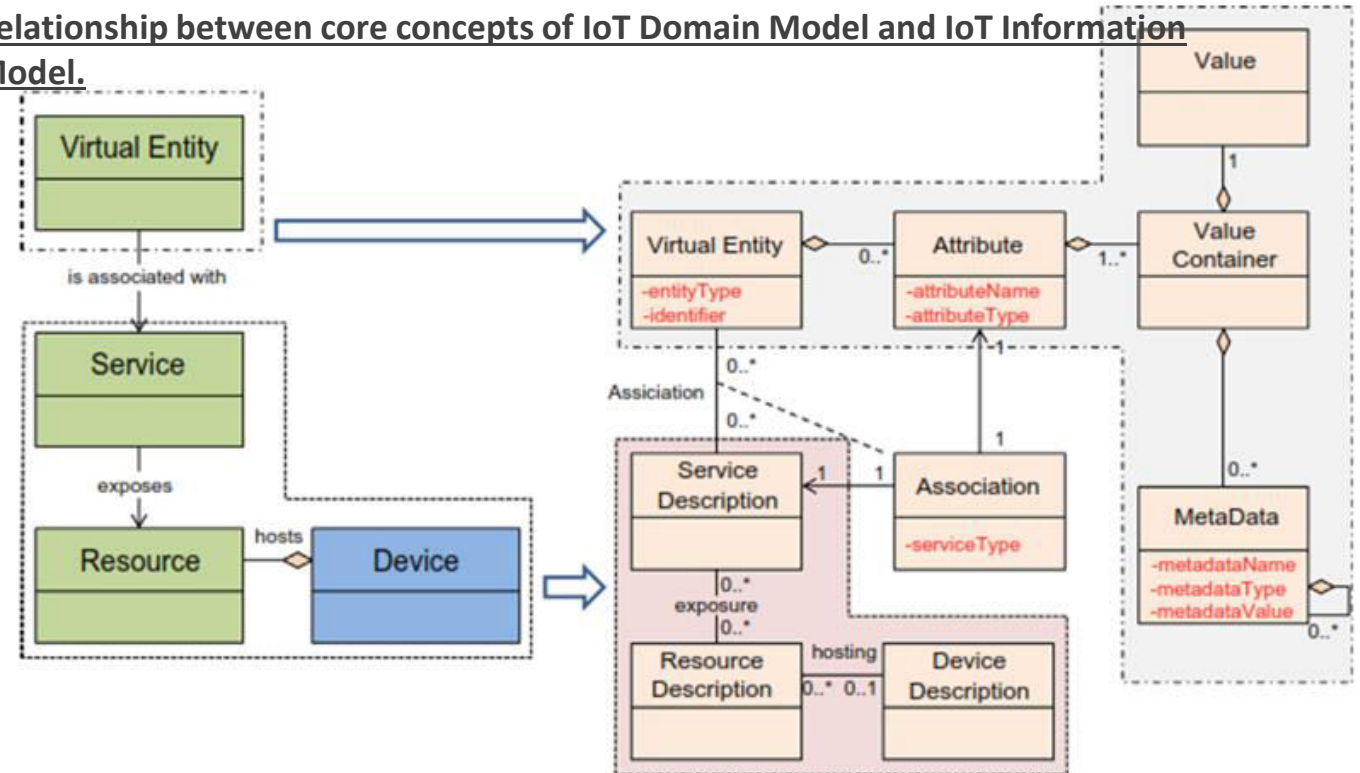 elationship between core concepts of IoT Domain Model and IoT Information
Model.
Virtual Entity
is associated with
Service
exposes
Resource
hosts
Device
Value
1
Virtual Entity
-entityType
-identifier
0..*
Attribute
-attributeName
-attributeType
1..*
Value
Container
0..*
Assiciation
0..*
1
1
Service
Description
1
1
Association
-serviceType
0..*
MetaData
-metadataName
-metadataType
-metadataValue
0..*
0..*
exposure
0..*
Resource
Description
hosting
0..* 0..1
Device
Description